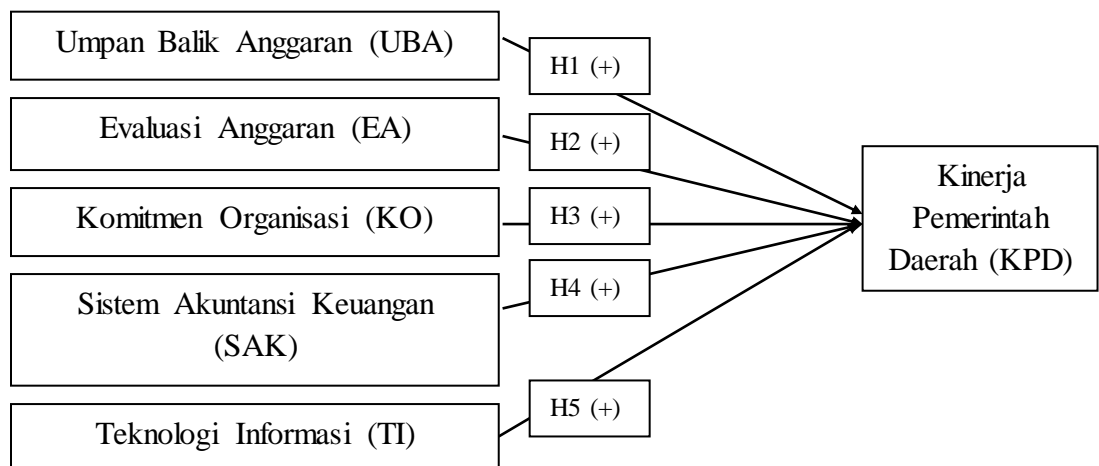 Umpan Balik Anggaran (UBA)
H1 (+)
Evaluasi Anggaran (EA)
H2 (+)
Komitmen Organisasi (KO)
H3 (+)
Sistem Akuntansi Keuangan
(SAK)
H4 (+)
Teknologi Informasi (TI)
H5 (+)
Kinerja
Pemerintah
Daerah (KPD)